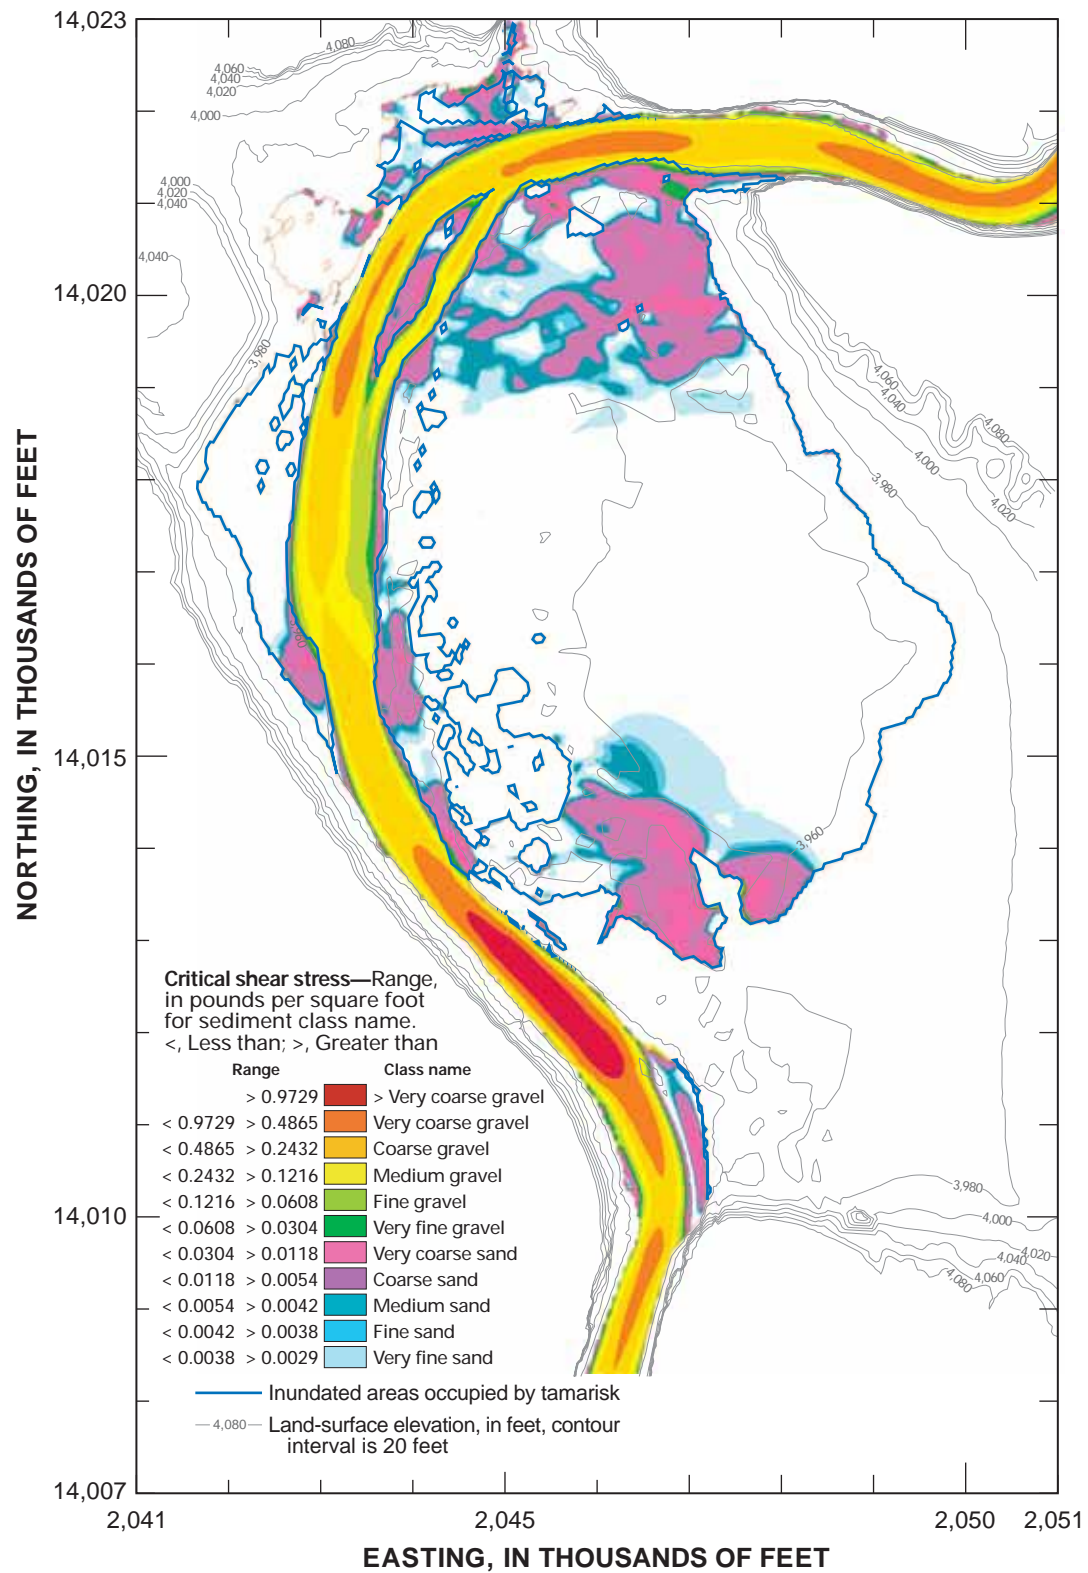 14,023
4,080
4,060
4,040
4,020
4,000
4,000
4,020
4,040
4,040
14,020
3,980
4,060
4,040
4,080
4,000
3,980
4,020
3,960
14,015
3,960
NORTHING, IN THOUSANDS OF FEET
Critical shear stress—Range,
in pounds per square foot
for sediment class name.
<, Less than; >, Greater than
Range Class name
> 0.9729 > Very coarse gravel
< 0.9729 > 0.4865 Very coarse gravel
< 0.4865 > 0.2432 Coarse gravel
< 0.2432 > 0.1216 Medium gravel
< 0.1216 > 0.0608 Fine gravel
< 0.0608 > 0.0304 Very fine gravel
< 0.0304 > 0.0118 Very coarse sand
< 0.0118 > 0.0054 Coarse sand
< 0.0054 > 0.0042 Medium sand
< 0.0042 > 0.0038 Fine sand
< 0.0038 > 0.0029 Very fine sand
Inundated areas occupied by tamarisk
4,080 Land-surface elevation, in feet, contour
interval is 20 feet
14,010
3,980
4,000
4,020
4,040
4,060
4,080
14,007
2,041 2,045 2,050 2,051
EASTING, IN THOUSANDS OF FEET